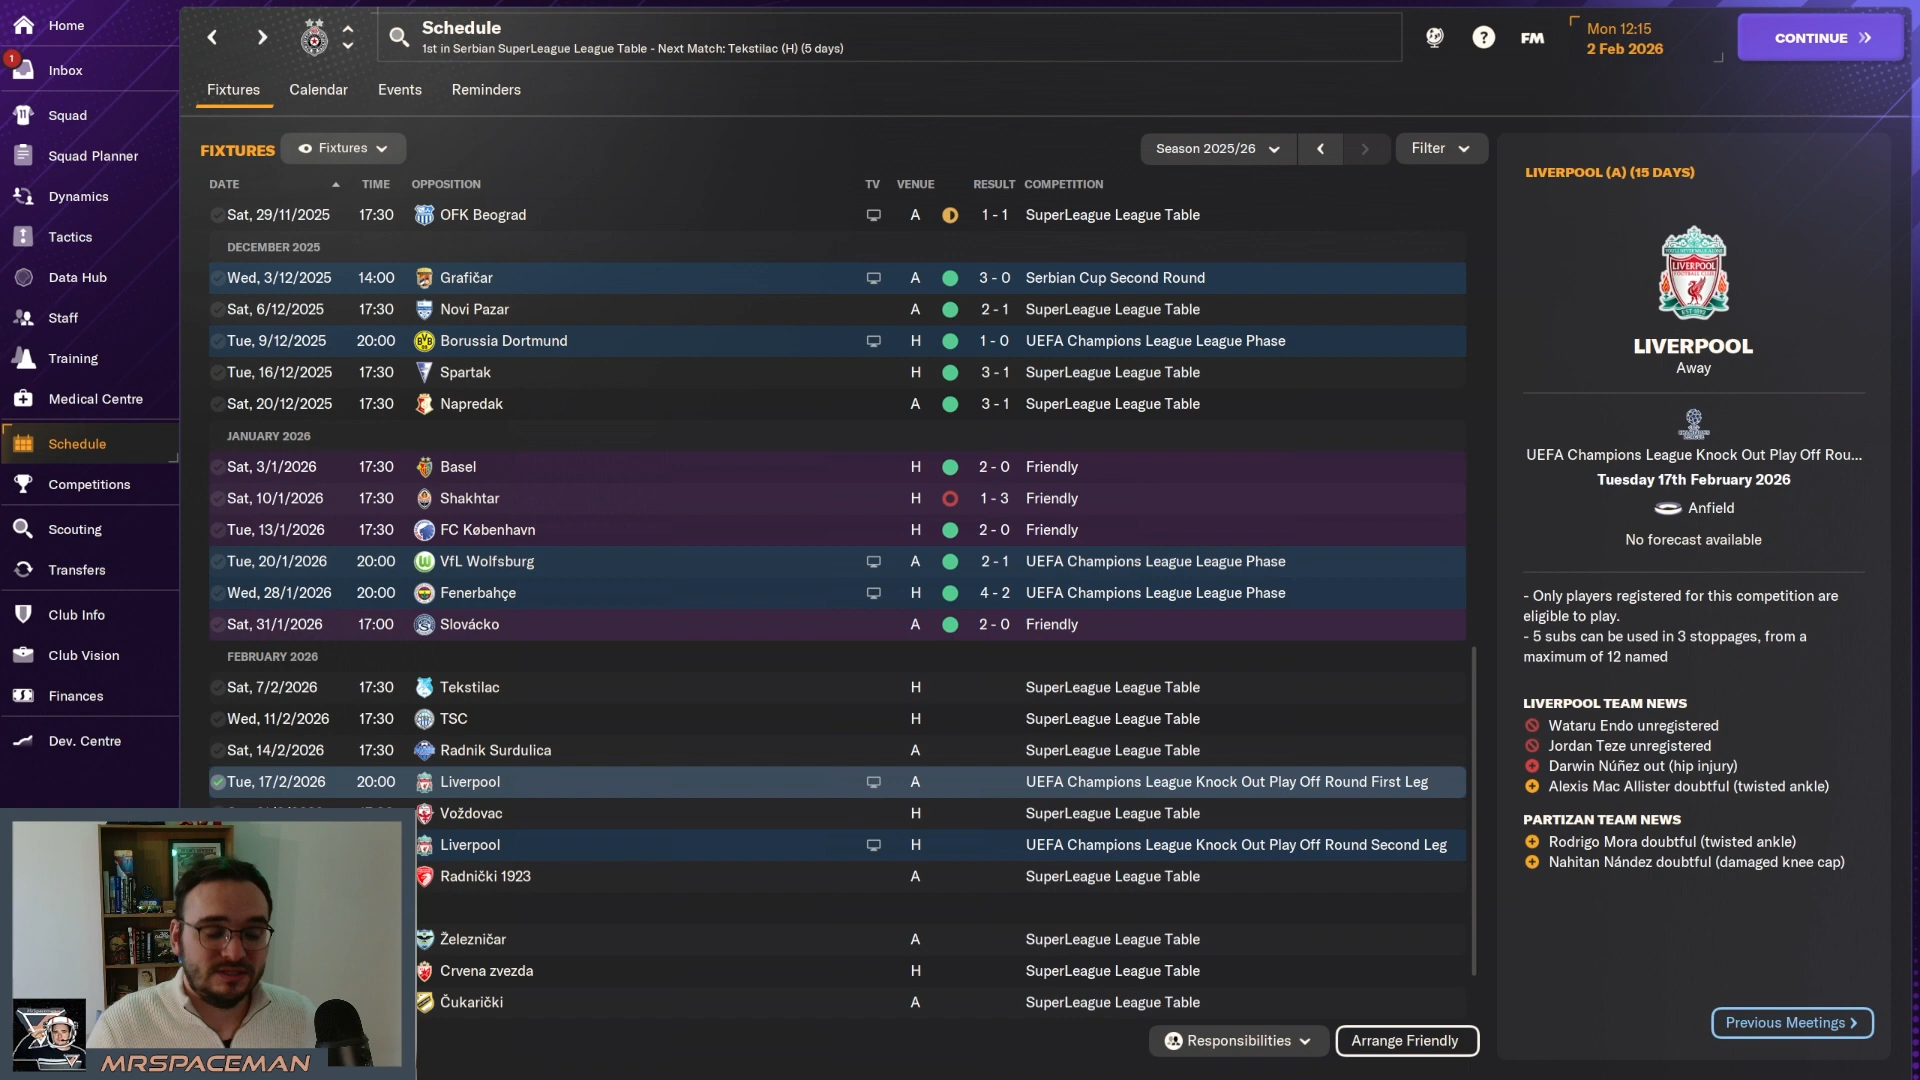 Home
1
Inbox
Squad
Squad Planner
Dynamics
Tactics
Data Hub
Staff
Training
Medical Centre
Schedule
Competitions
Scouting
Transfers
Club Info
Club Vision
Finances
Dev. Centre
Schedule
1st in Serbian SuperLeague League Table - Next Match: Tekstilac (H) (5 days)
? FM
Mon 12:15
2 Feb 2026
CONTINUE
Fixtures Calendar Events Reminders
FIXTURES Fixtures Season 2025/26 Filter
DATE TIME OPPOSITION TV VENUE RESULT COMPETITION
Sat, 29/11/2025 17:30 OFK Beograd A 1 - 1 SuperLeague League Table
DECEMBER 2025
Wed, 3/12/2025 14:00 Grafičar A 3 - 0 Serbian Cup Second Round
Sat, 6/12/2025 17:30 Novi Pazar A 2 - 1 SuperLeague League Table
Tue, 9/12/2025 20:00 Borussia Dortmund H 1 - 0 UEFA Champions League League Phase
Tue, 16/12/2025 17:30 Spartak H 3 - 1 SuperLeague League Table
Sat, 20/12/2025 17:30 Napredak A 3 - 1 SuperLeague League Table
JANUARY 2026
Sat, 3/1/2026 17:30 Basel H 2 - 0 Friendly
Sat, 10/1/2026 17:30 Shakhtar H 1 - 3 Friendly
Tue, 13/1/2026 17:30 FC København H 2 - 0 Friendly
Tue, 20/1/2026 20:00 VfL Wolfsburg A 2 - 1 UEFA Champions League League Phase
Wed, 28/1/2026 20:00 Fenerbahçe H 4 - 2 UEFA Champions League League Phase
Sat, 31/1/2026 17:00 Slovácko A 2 - 0 Friendly
FEBRUARY 2026
Sat, 7/2/2026 17:30 Tekstilac H SuperLeague League Table
Wed, 11/2/2026 17:30 TSC H SuperLeague League Table
Sat, 14/2/2026 17:30 Radnik Surdulica A SuperLeague League Table
Tue, 17/2/2026 20:00 Liverpool A UEFA Champions League Knock Out Play Off Round First Leg
Voždovac H SuperLeague League Table
Liverpool H UEFA Champions League Knock Out Play Off Round Second Leg
Radnički 1923 A SuperLeague League Table
Železničar A SuperLeague League Table
Crvena zvezda H SuperLeague League Table
Čukarički A SuperLeague League Table
Responsibilities Arrange Friendly
LIVERPOOL (A) (15 DAYS)
LIVERPOOL
Away
UEFA Champions League Knock Out Play Off Rou...
Tuesday 17th February 2026
Anfield
No forecast available
- Only players registered for this competition are
eligible to play.
- 5 subs can be used in 3 stoppages, from a
maximum of 12 named
LIVERPOOL TEAM NEWS
Wataru Endo unregistered
Jordan Teze unregistered
Darwin Núñez out (hip injury)
Alexis Mac Allister doubtful (twisted ankle)
PARTIZAN TEAM NEWS
Rodrigo Mora doubtful (twisted ankle)
Nahitan Nández doubtful (damaged knee cap)
Previous Meetings
MRSPACEMAN